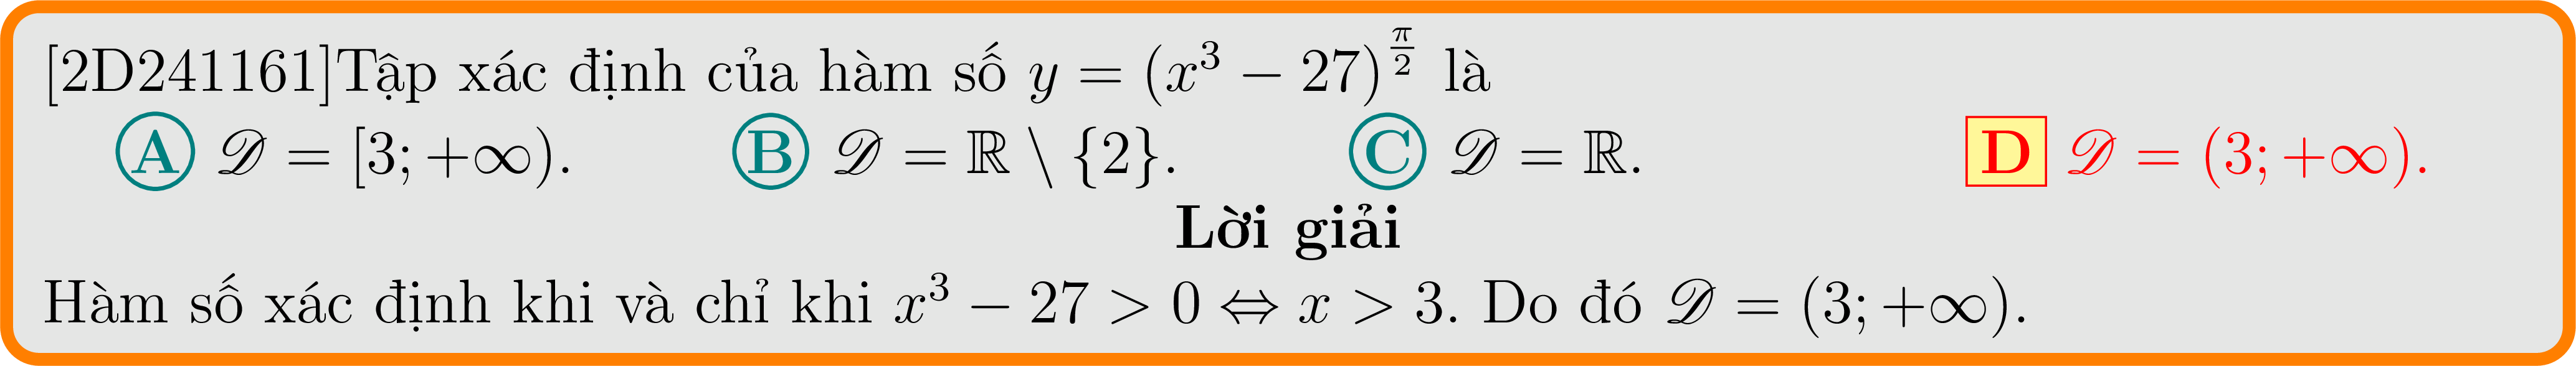 [2D241161]Tập xác định của hàm số $y = (x^3 - 27)^{\frac{\pi}{2}}$ là
A $\mathscr{D} = [3; +\infty)$. B $\mathscr{D} = \mathbb{R} \setminus \{2\}$. C $\mathscr{D} = \mathbb{R}$. D $\mathscr{D} = (3; +\infty)$.
Lời giải
Hàm số xác định khi và chỉ khi $x^3 - 27 > 0 \Leftrightarrow x > 3$. Do đó $\mathscr{D} = (3; +\infty)$.